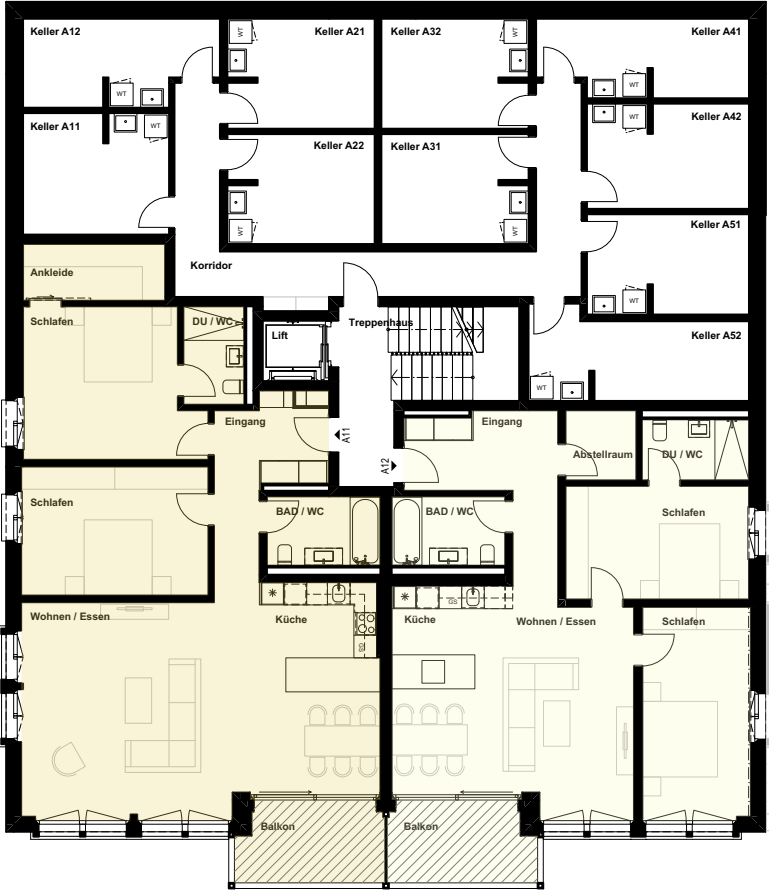 Keller A12
Keller A21
Keller A32
Keller A41
WT
WT
WT
WT
Keller A11
WT
WT
Keller A42
Keller A22
Keller A31
WT
WT
Keller A51
Korridor
Ankleide
WT
Schlafen
DU / WC
Lift
Treppenhaus
Keller A52
WT
Eingang
A11
Eingang
A12
Abstellraum
DU / WC
Schlafen
BAD / WC
BAD / WC
Schlafen
Wohnen / Essen
Küche
GS
Küche
GS
Wohnen / Essen
Schlafen
Balkon
Balkon